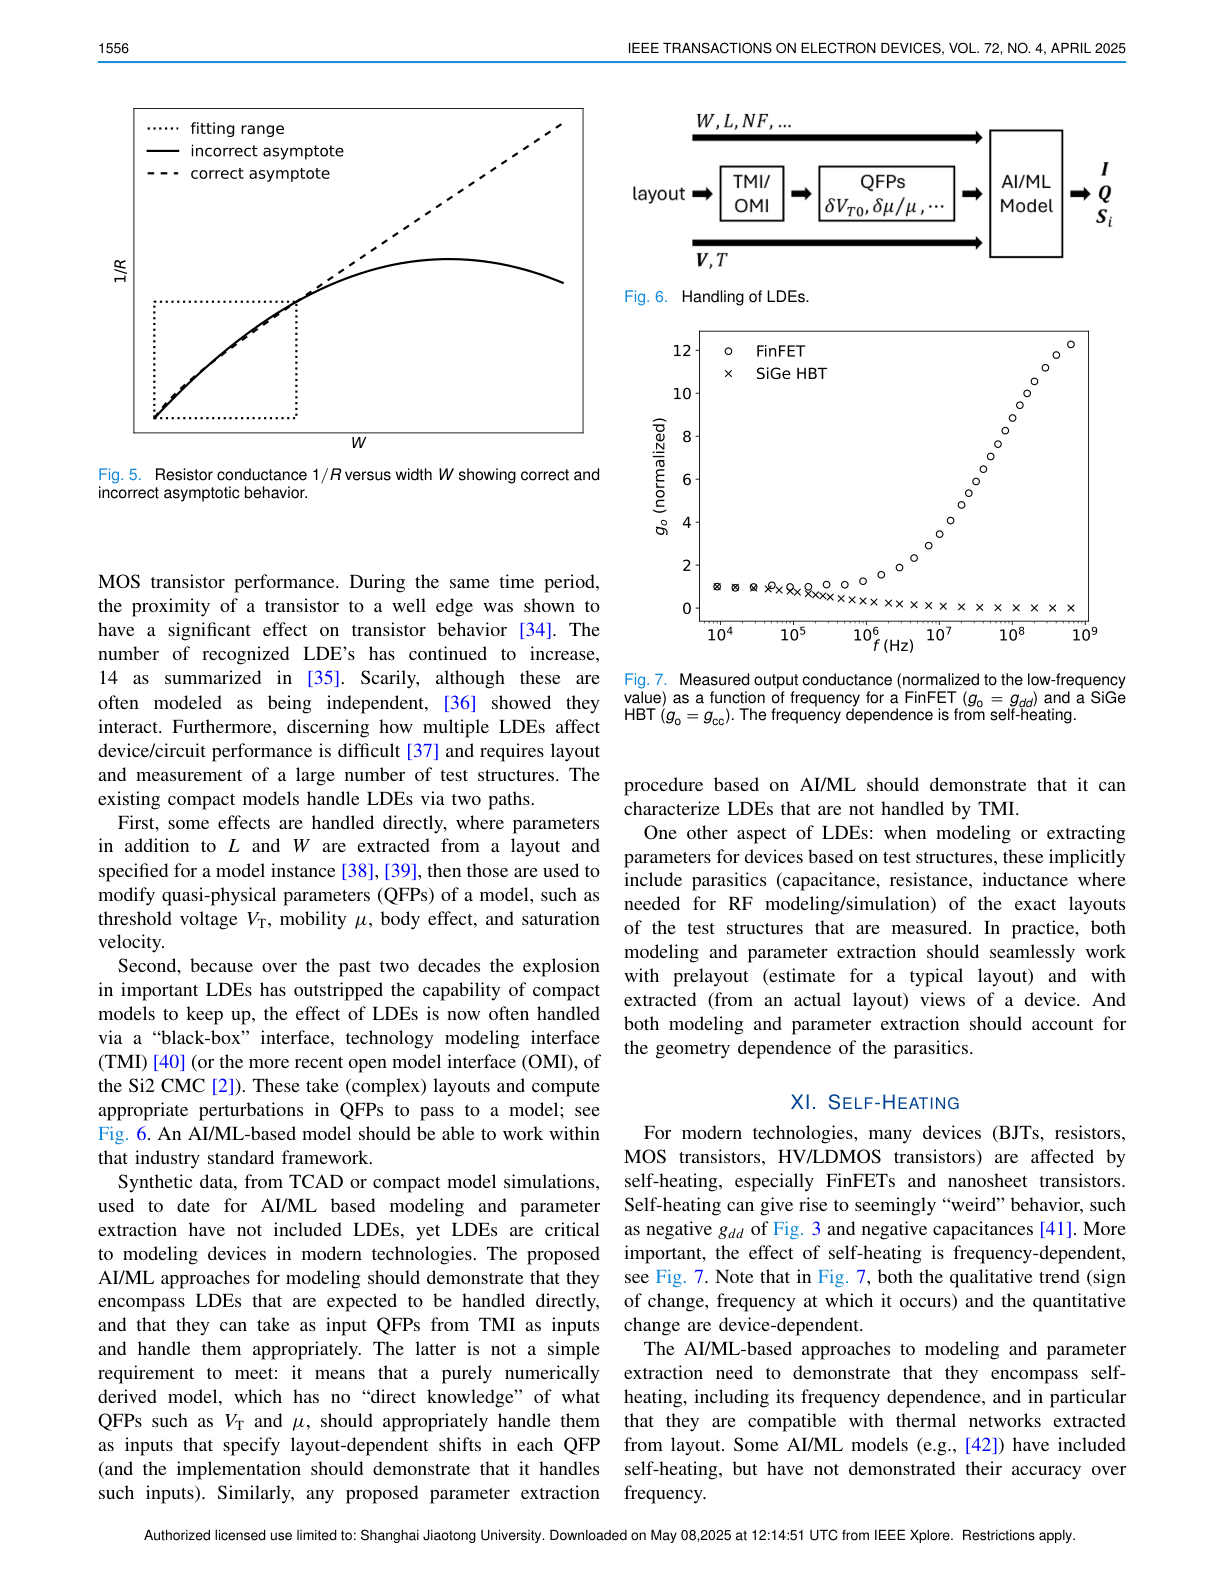 1556
IEEE TRANSACTIONS ON ELECTRON DEVICES, VOL. 72, NO. 4, APRIL 2025
fitting range
incorrect asymptote
correct asymptote
1/R
W
Fig. 5. Resistor conductance 1/R versus width W showing correct and
incorrect asymptotic behavior.
MOS transistor performance. During the same time period,
the proximity of a transistor to a well edge was shown to
have a significant effect on transistor behavior [34]. The
number of recognized LDE's has continued to increase,
14 as summarized in [35]. Scarily, although these are
often modeled as being independent, [36] showed they
interact. Furthermore, discerning how multiple LDEs affect
device/circuit performance is difficult [37] and requires layout
and measurement of a large number of test structures. The
existing compact models handle LDEs via two paths.
First, some effects are handled directly, where parameters
in addition to L and W are extracted from a layout and
specified for a model instance [38], [39], then those are used to
modify quasi-physical parameters (QFPs) of a model, such as
threshold voltage V_T, mobility μ, body effect, and saturation
velocity.
Second, because over the past two decades the explosion
in important LDEs has outstripped the capability of compact
models to keep up, the effect of LDEs is now often handled
via a “black-box” interface, technology modeling interface
(TMI) [40] (or the more recent open model interface (OMI), of
the Si2 CMC [2]). These take (complex) layouts and compute
appropriate perturbations in QFPs to pass to a model; see
Fig. 6. An AI/ML-based model should be able to work within
that industry standard framework.
Synthetic data, from TCAD or compact model simulations,
used to date for AI/ML based modeling and parameter
extraction have not included LDEs, yet LDEs are critical
to modeling devices in modern technologies. The proposed
AI/ML approaches for modeling should demonstrate that they
encompass LDEs that are expected to be handled directly,
and that they can take as input QFPs from TMI as inputs
and handle them appropriately. The latter is not a simple
requirement to meet: it means that a purely numerically
derived model, which has no “direct knowledge” of what
QFPs such as V_T and μ, should appropriately handle them
as inputs that specify layout-dependent shifts in each QFP
(and the implementation should demonstrate that it handles
such inputs). Similarly, any proposed parameter extraction
W, L, NF, ...
layout
TMI/
OMI
QFPs
δV_T0, δμ/μ, ⋯
AI/ML
Model
I
Q
S_i
V, T
Fig. 6. Handling of LDEs.
FinFET
SiGe HBT
g_o (normalized)
12
10
8
6
4
2
0
10^4 10^5 10^6 10^7 10^8 10^9
f (Hz)
Fig. 7. Measured output conductance (normalized to the low-frequency
value) as a function of frequency for a FinFET (g_o = g_dd) and a SiGe
HBT (g_o = g_cc). The frequency dependence is from self-heating.
procedure based on AI/ML should demonstrate that it can
characterize LDEs that are not handled by TMI.
One other aspect of LDEs: when modeling or extracting
parameters for devices based on test structures, these implicitly
include parasitics (capacitance, resistance, inductance where
needed for RF modeling/simulation) of the exact layouts
of the test structures that are measured. In practice, both
modeling and parameter extraction should seamlessly work
with prelayout (estimate for a typical layout) and with
extracted (from an actual layout) views of a device. And
both modeling and parameter extraction should account for
the geometry dependence of the parasitics.
XI. SELF-HEATING
For modern technologies, many devices (BJTs, resistors,
MOS transistors, HV/LDMOS transistors) are affected by
self-heating, especially FinFETs and nanosheet transistors.
Self-heating can give rise to seemingly “weird” behavior, such
as negative g_dd of Fig. 3 and negative capacitances [41]. More
important, the effect of self-heating is frequency-dependent,
see Fig. 7. Note that in Fig. 7, both the qualitative trend (sign
of change, frequency at which it occurs) and the quantitative
change are device-dependent.
The AI/ML-based approaches to modeling and parameter
extraction need to demonstrate that they encompass self-
heating, including its frequency dependence, and in particular
that they are compatible with thermal networks extracted
from layout. Some AI/ML models (e.g., [42]) have included
self-heating, but have not demonstrated their accuracy over
frequency.
Authorized licensed use limited to: Shanghai Jiaotong University. Downloaded on May 08,2025 at 12:14:51 UTC from IEEE Xplore. Restrictions apply.